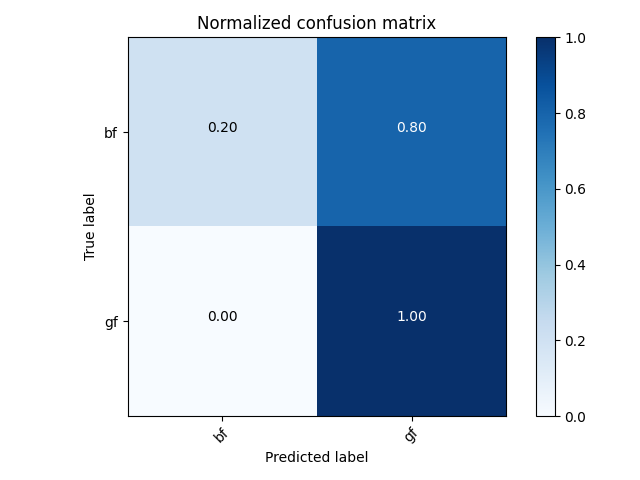 Normalized confusion matrix
1.0
0.8
0.6
0.4
0.2
0.0
True label
bf
0.20
0.80
gf
0.00
1.00
bf
gf
Predicted label